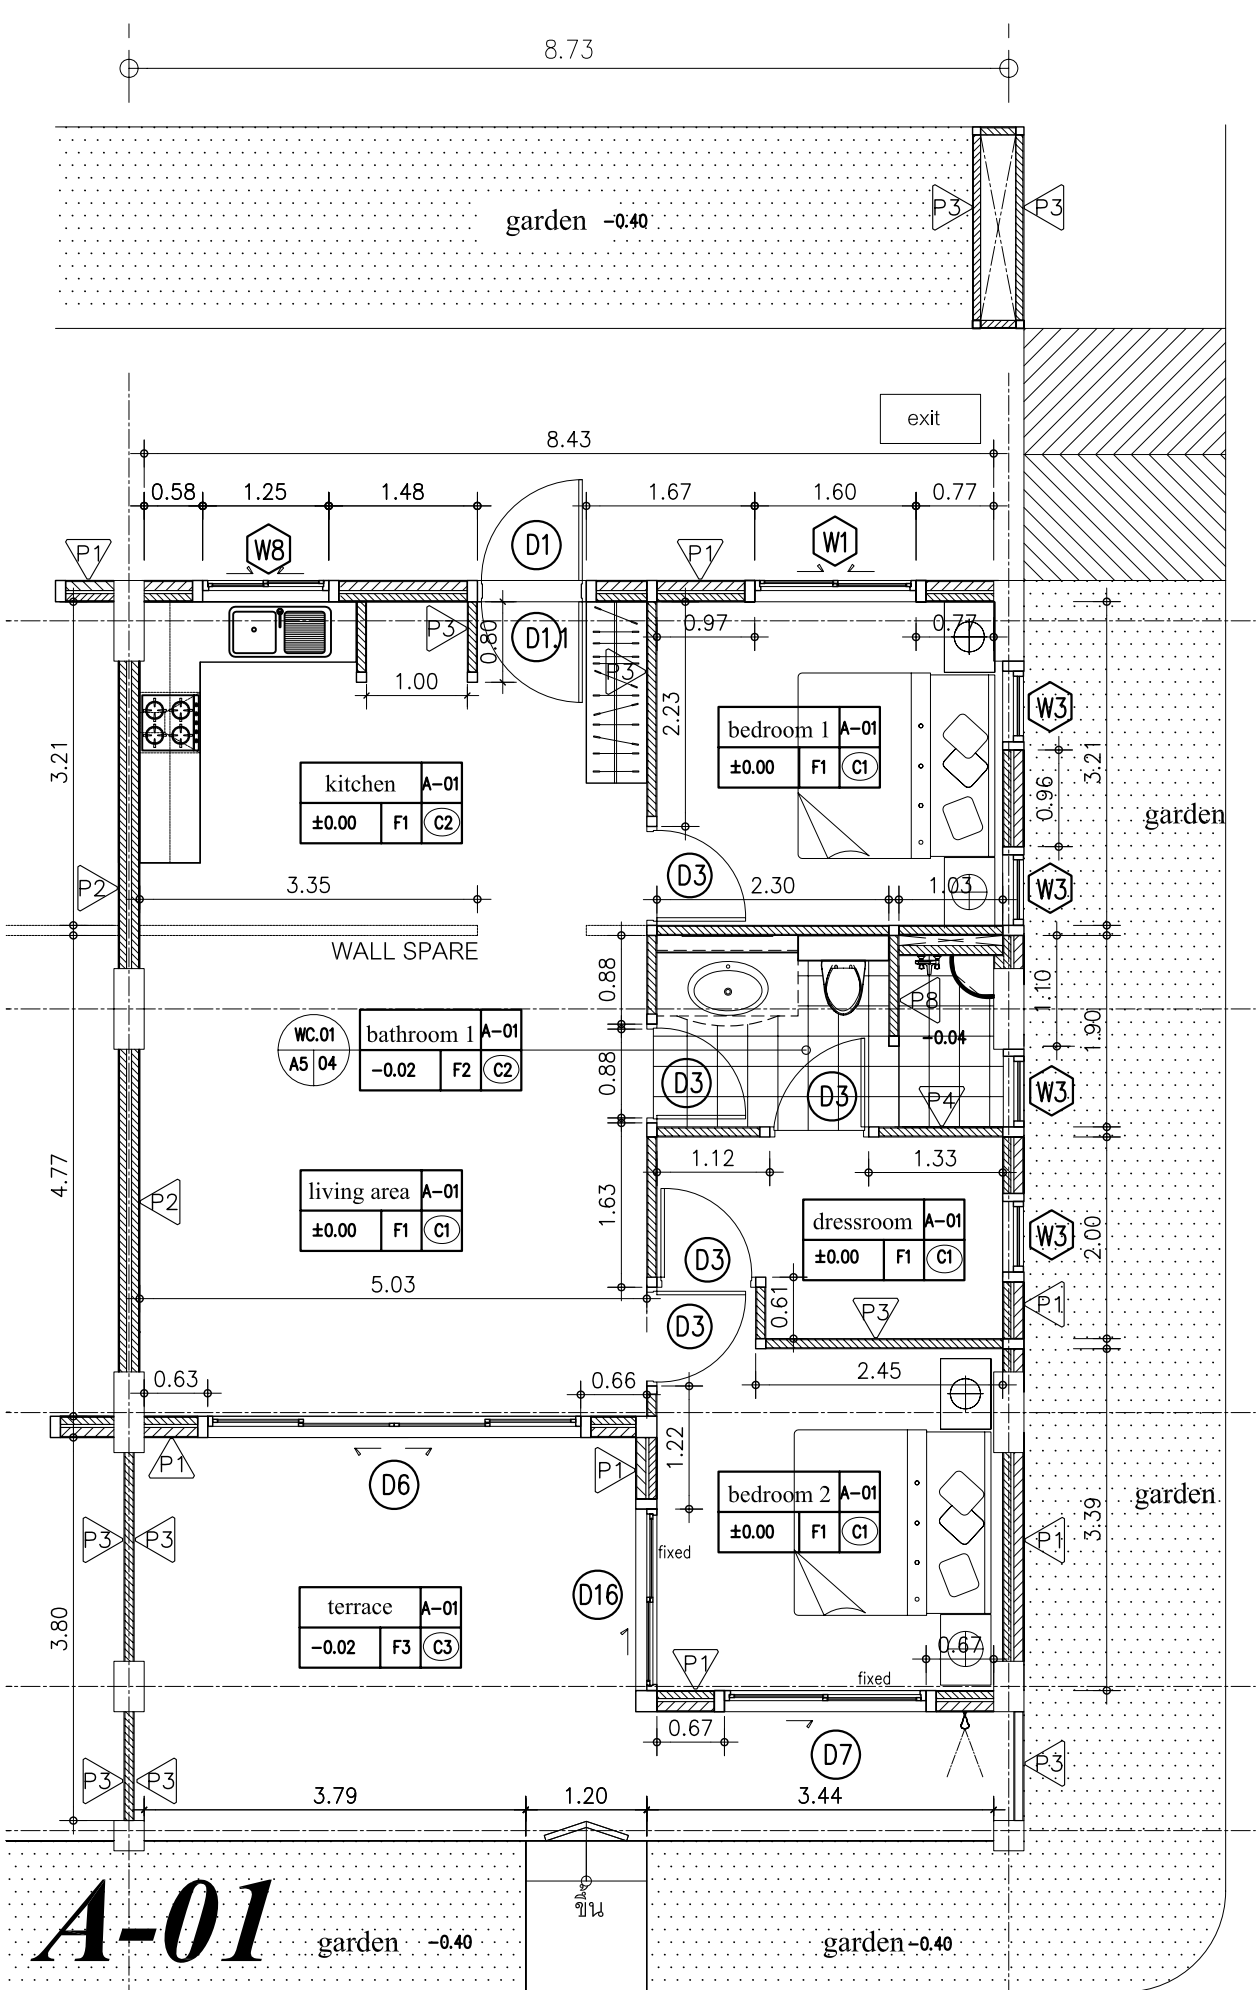 8.73
P3 P3
garden -0.40
exit
8.43
0.58 1.25 1.48 1.67 1.60 0.77
P1 W8 D1 P1 W1
P3 0.80 D1.1 0.97 0.77
P3
1.00
2.23
W3
bedroom 1 A-01
±0.00 F1 C1
3.21
3.21
kitchen A-01
±0.00 F1 C2
0.96
garden
P2 3.35 D3 2.30 1.03 W3
WALL SPARE
0.88
P8
1.10
1.90
WC.01
A5 04
bathroom 1 A-01
-0.02 F2 C2
-0.04
0.88
D3 D3 P4 W3
1.12 1.33
4.77
P2
living area A-01
±0.00 F1 C1
1.63
dressroom A-01
±0.00 F1 C1
W3
2.00
D3
5.03
0.61
P3
P1
D3
0.63 0.66 2.45
1.22
P1 D6 P1
bedroom 2 A-01
±0.00 F1 C1
garden
3.39
P3 P3
fixed
P1
D16
terrace A-01
-0.02 F3 C3
3.80
0.67
P1
fixed
0.67
D7
P3 P3 P3
3.79 1.20 3.44
ขึ้น
A-01
garden -0.40
garden -0.40